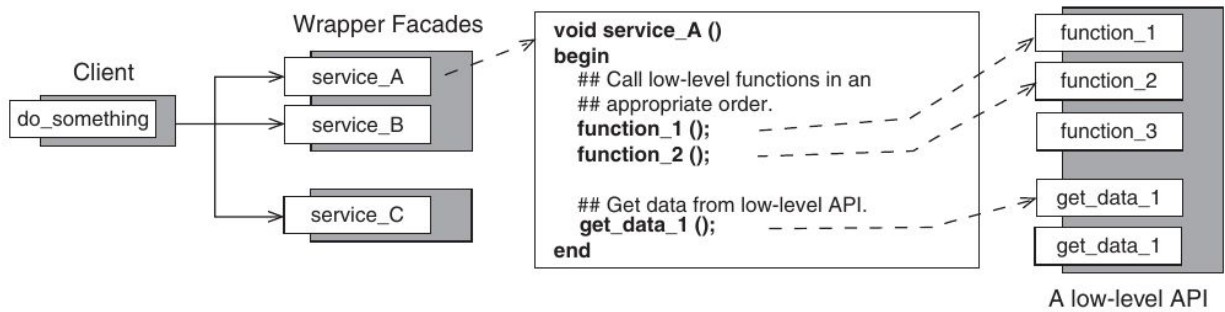 Client
do_something
Wrapper Facades
service_A
service_B
service_C
void service_A ()
begin
## Call low-level functions in an
## appropriate order.
function_1 ();
function_2 ();
## Get data from low-level API.
get_data_1 ();
end
function_1
function_2
function_3
get_data_1
get_data_1
A low-level API